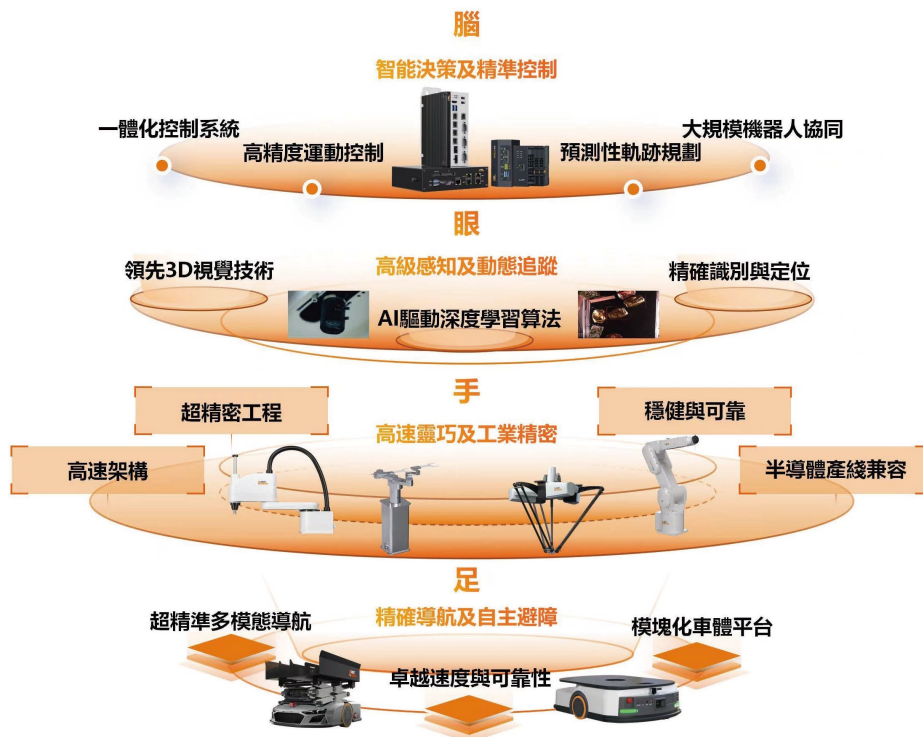 腦
智能決策及精準控制
一體化控制系統
大規模機器人協同
高精度運動控制
預測性軌跡規劃
眼
高級感知及動態追蹤
領先3D視覺技術
精確識別與定位
AI驅動深度學習算法
手
超精密工程
穩健與可靠
高速靈巧及工業精密
高速架構
半導體產綫兼容
足
精確導航及自主避障
超精準多模態導航
模塊化車體平台
卓越速度與可靠性